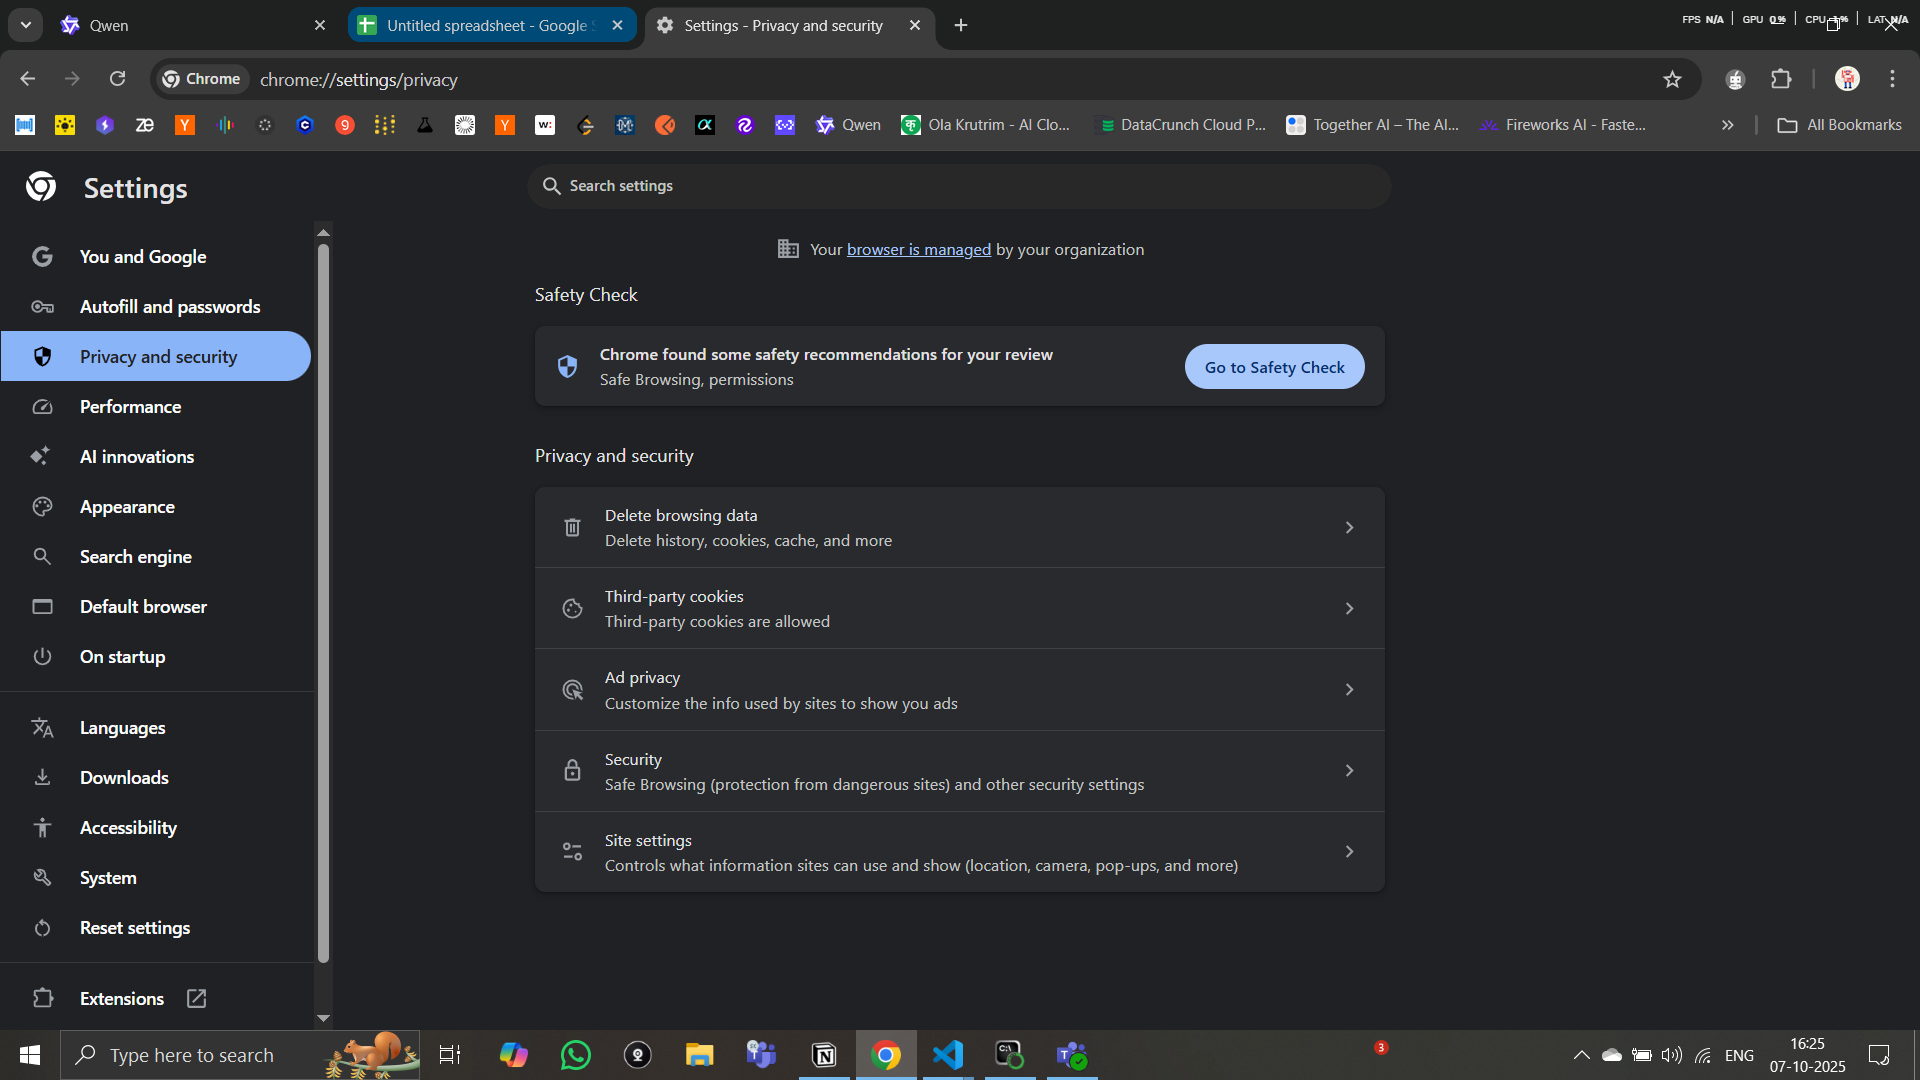 Qwen
Untitled spreadsheet - Google S
Settings - Privacy and security
FPS N/A
GPU 0 %
CPU
LAT N/A
Chrome
chrome://settings/privacy
Qwen
Ola Krutrim - AI Clo...
DataCrunch Cloud P...
Together AI – The AI...
Fireworks AI - Faste...
All Bookmarks
Settings
Search settings
Your browser is managed by your organization
You and Google
Autofill and passwords
Privacy and security
Performance
AI innovations
Appearance
Search engine
Default browser
On startup
Languages
Downloads
Accessibility
System
Reset settings
Extensions
Safety Check
Chrome found some safety recommendations for your review
Safe Browsing, permissions
Go to Safety Check
Privacy and security
Delete browsing data
Delete history, cookies, cache, and more
Third-party cookies
Third-party cookies are allowed
Ad privacy
Customize the info used by sites to show you ads
Security
Safe Browsing (protection from dangerous sites) and other security settings
Site settings
Controls what information sites can use and show (location, camera, pop-ups, and more)
Type here to search
3
ENG
16:25
07-10-2025